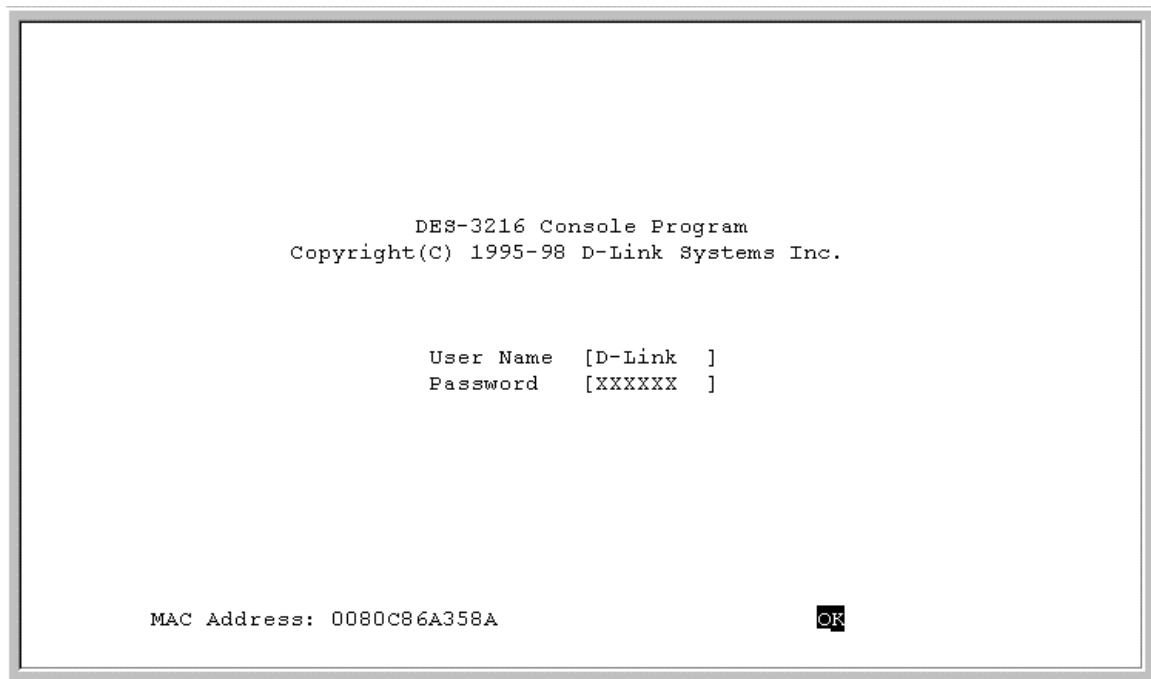 DES-3216 Console Program
Copyright(C) 1995-98 D-Link Systems Inc.
User Name [D-Link ]
Password [XXXXXX ]
MAC Address: 0080C86A358A OK